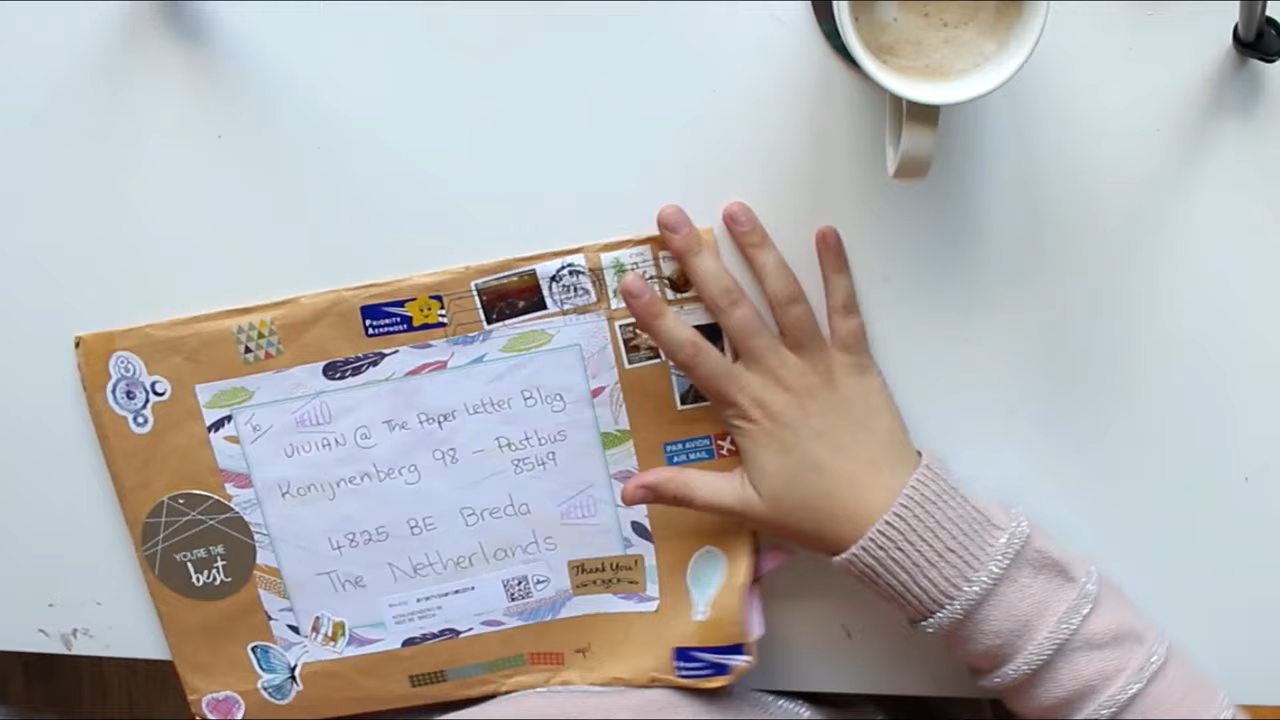 PRIORITY
AERPHOST
To
HELLO
VIVIAN @ The Paper Letter Blog
Konijnenberg 98 - Postbus
8549
4825 BE Breda
HELLO
The Netherlands
PAR AVION
AIR MAIL
YOU'RE THE
best
Thank You!